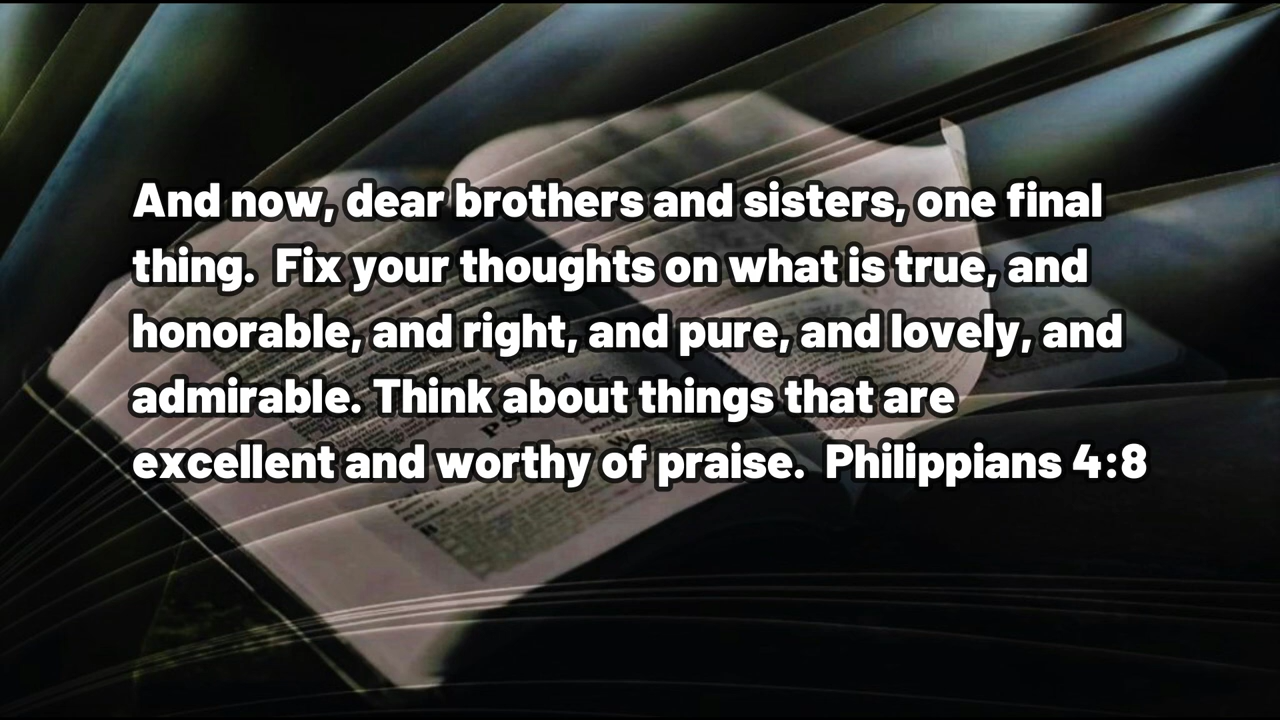 And now, dear brothers and sisters, one final
thing.  Fix your thoughts on what is true, and
honorable, and right, and pure, and lovely, and
admirable. Think about things that are
excellent and worthy of praise.  Philippians 4:8